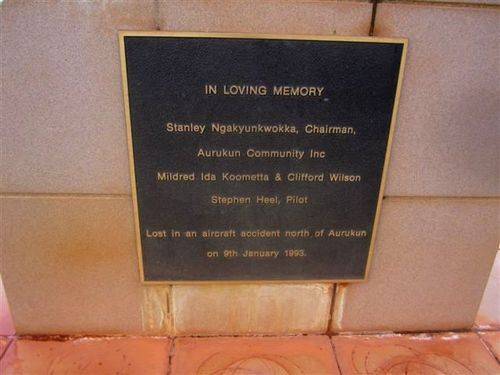 IN LOVING MEMORY
Stanley Ngakyunkwokka, Chairman,
Aurukun Community Inc
Mildred Ida Koometta & Clifford Wilson
Stephen Heel, Pilot
Lost in an aircraft accident north of Aurukun
on 9th January 1993.